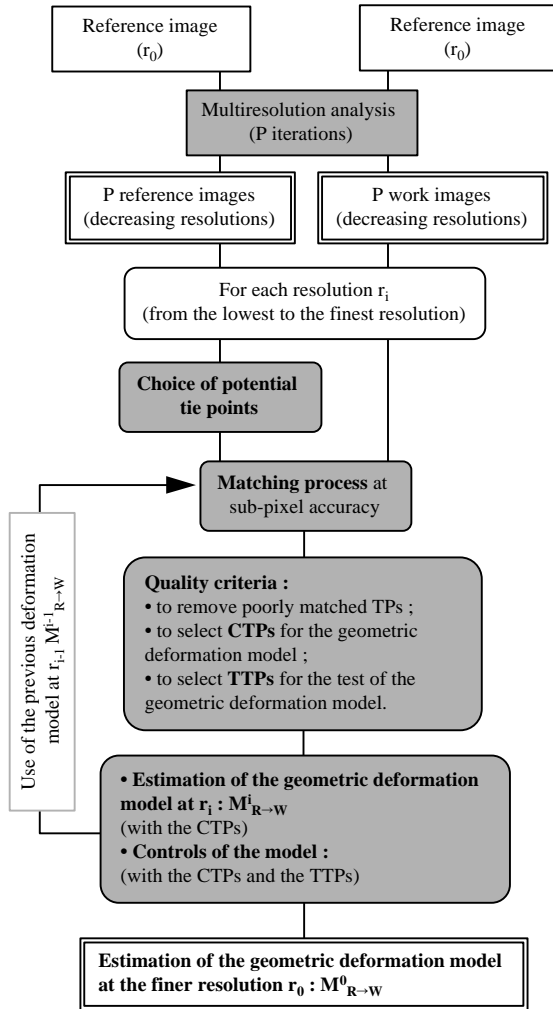 Reference image
(r0)
Reference image
(r0)
Multiresolution analysis
(P iterations)
P reference images
(decreasing resolutions)
P work images
(decreasing resolutions)
For each resolution ri
(from the lowest to the finest resolution)
Choice of potential
tie points
Matching process at
sub-pixel accuracy
Use of the previous deformation
model at ri-1 M^i-1 R→W
Quality criteria :
• to remove poorly matched TPs ;
• to select CTPs for the geometric
deformation model ;
• to select TTPs for the test of the
geometric deformation model.
• Estimation of the geometric deformation
model at ri : M^i R→W
(with the CTPs)
• Controls of the model :
(with the CTPs and the TTPs)
Estimation of the geometric deformation model
at the finer resolution r0 : M^0 R→W